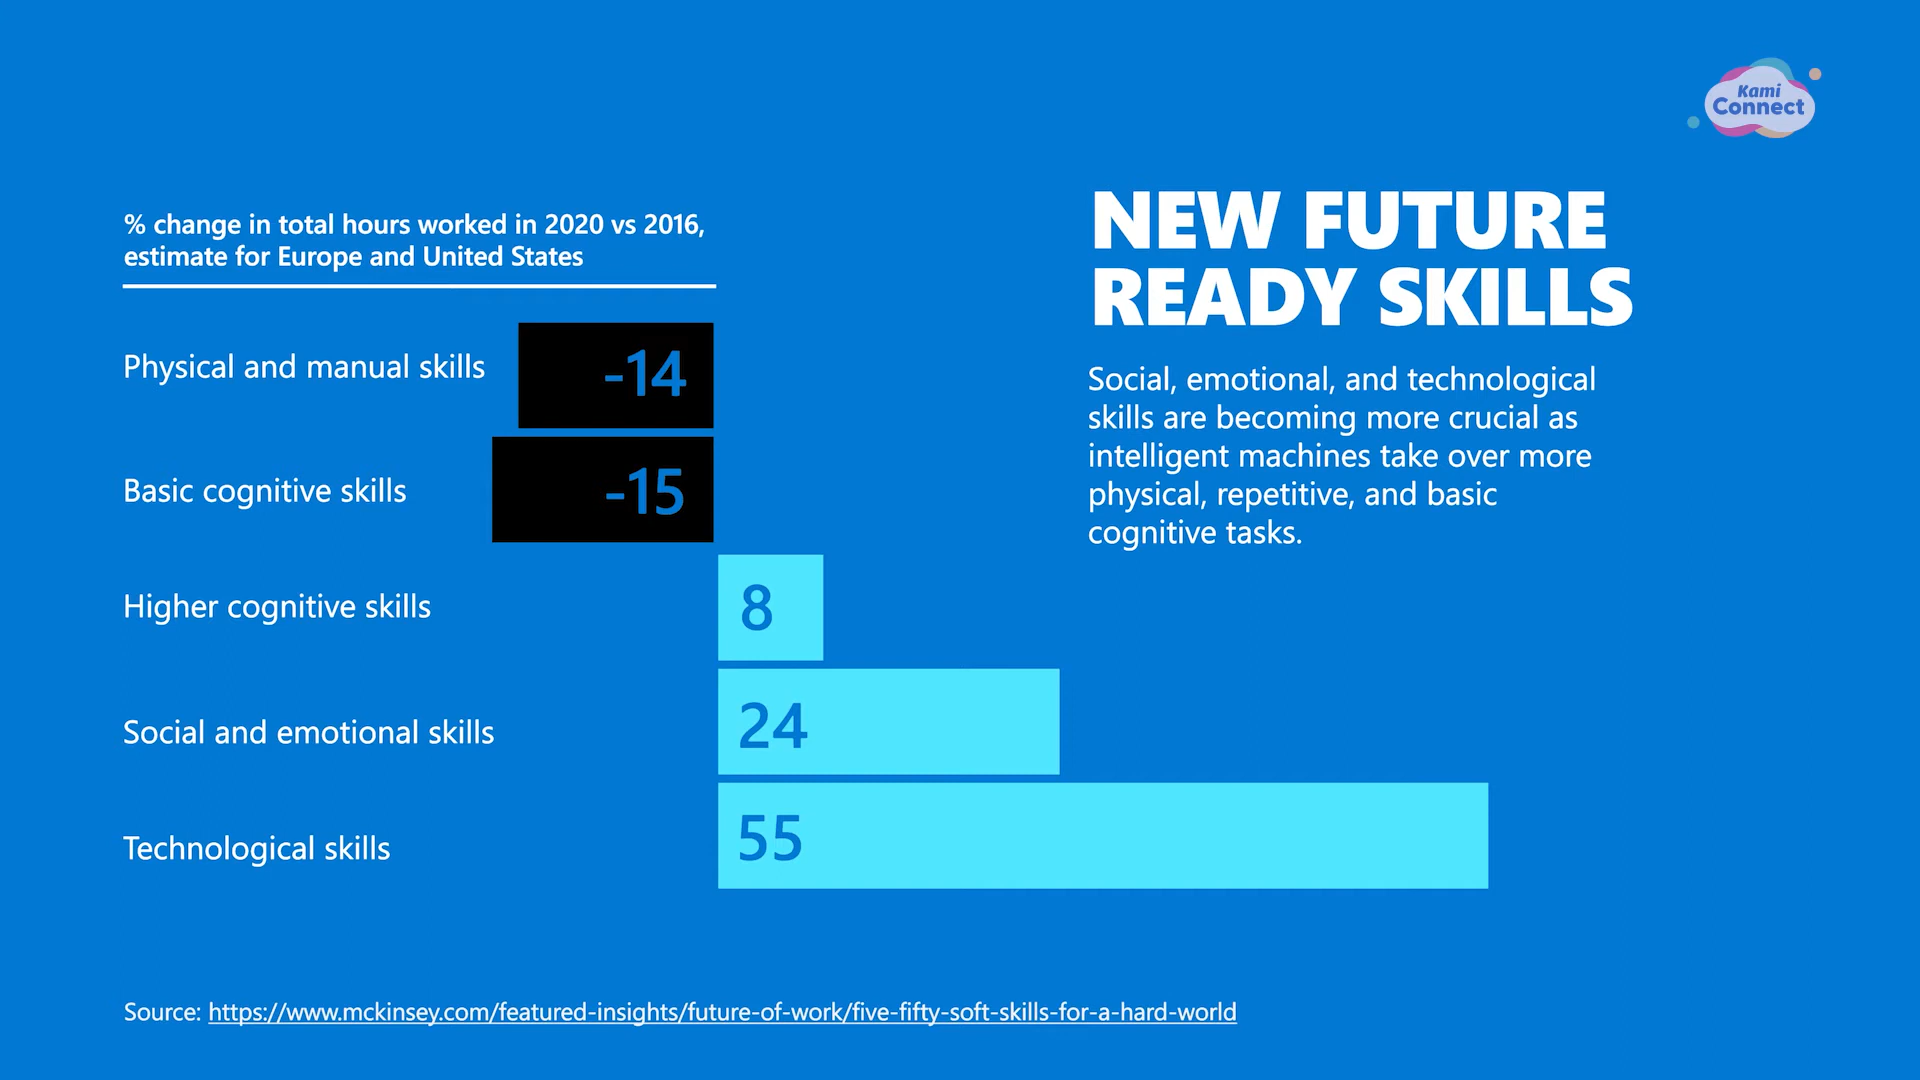 Kami
Connect
% change in total hours worked in 2020 vs 2016,
estimate for Europe and United States
NEW FUTURE
READY SKILLS
Social, emotional, and technological
skills are becoming more crucial as
intelligent machines take over more
physical, repetitive, and basic
cognitive tasks.
Physical and manual skills
-14
Basic cognitive skills
-15
Higher cognitive skills
8
Social and emotional skills
24
Technological skills
55
Source: https://www.mckinsey.com/featured-insights/future-of-work/five-fifty-soft-skills-for-a-hard-world